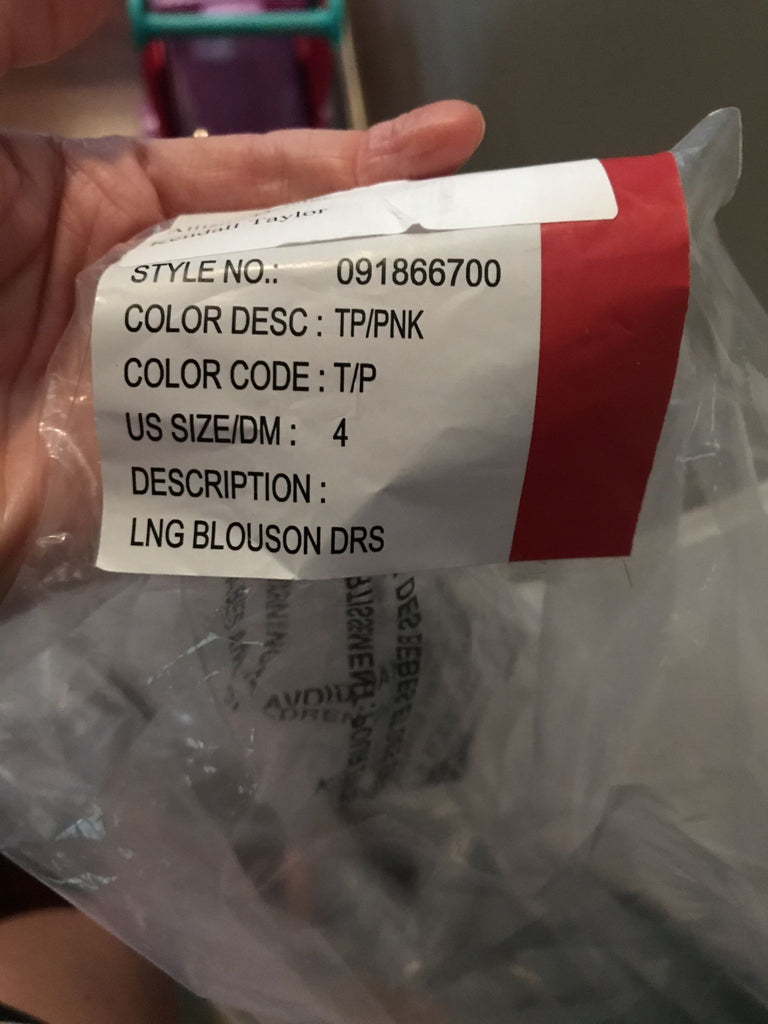 Kendall Taylor
STYLE NO.: 091866700
COLOR DESC : TP/PNK
COLOR CODE : T/P
US SIZE/DM : 4
DESCRIPTION :
LNG BLOUSON DRS
AVOID